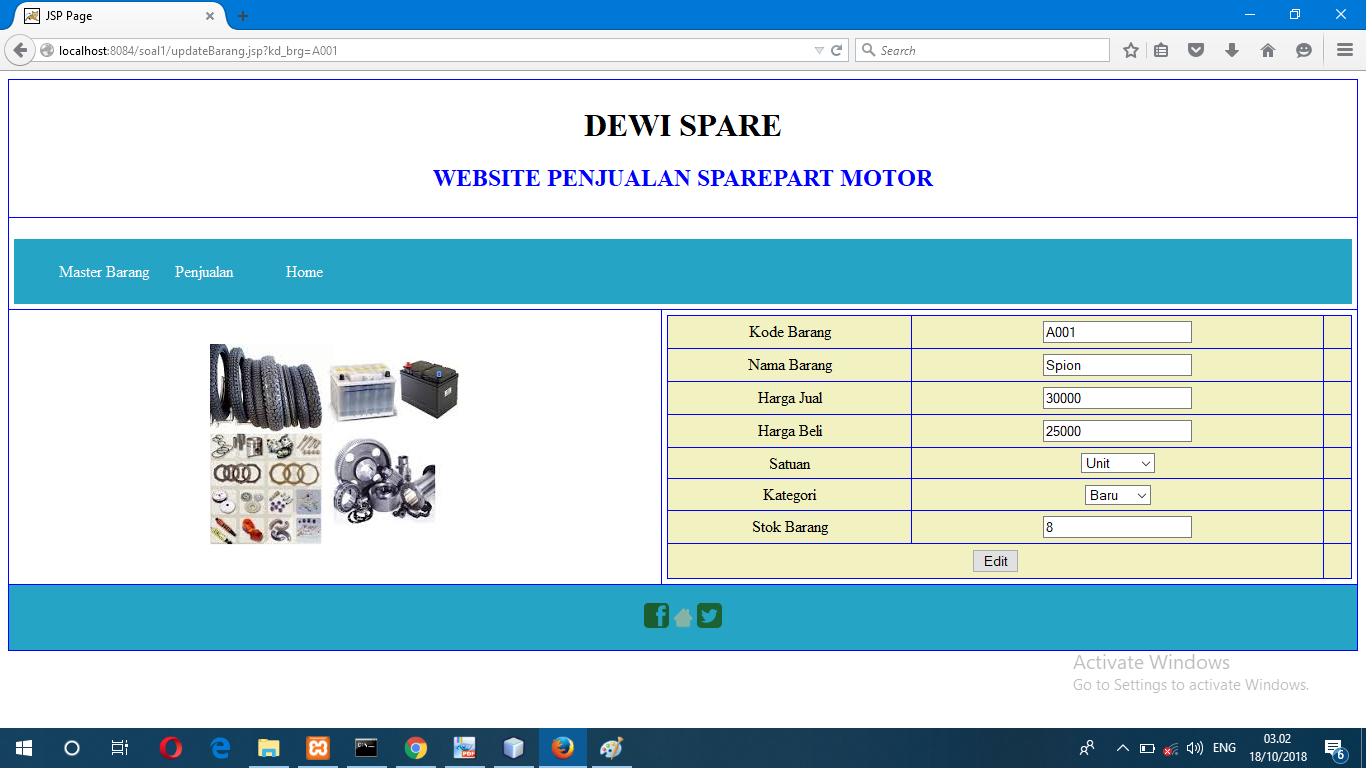 JSP Page
localhost:8084/soal1/updateBarang.jsp?kd_brg=A001
Search
DEWI SPARE
WEBSITE PENJUALAN SPAREPART MOTOR
Master Barang Penjualan Home
Kode Barang A001
Nama Barang Spion
Harga Jual 30000
Harga Beli 25000
Satuan Unit
Kategori Baru
Stok Barang 8
Edit
Activate Windows
Go to Settings to activate Windows.
PDF
ENG
03.02
18/10/2018
6